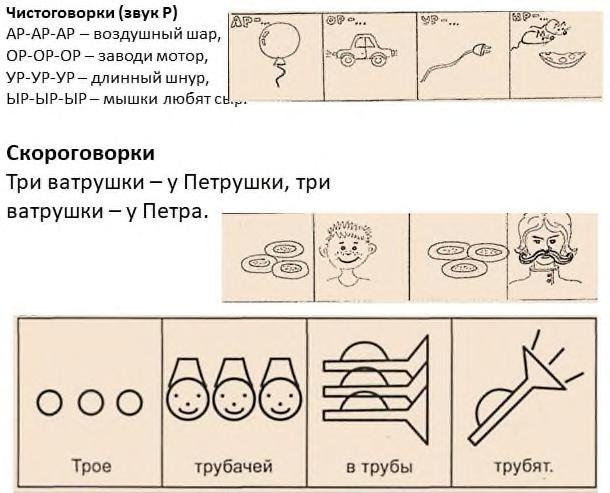 Чистоговорки (звук Р)
АР-АР-АР – воздушный шар,
ОР-ОР-ОР – заводи мотор,
УР-УР-УР – длинный шнур,
ЫР-ЫР-ЫР – мышки любят сыр.
АР-... ОР-... УР-... ЫР-...
Скороговорки
Три ватрушки – у Петрушки, три
ватрушки – у Петра.
Трое трубачей в трубы трубят.